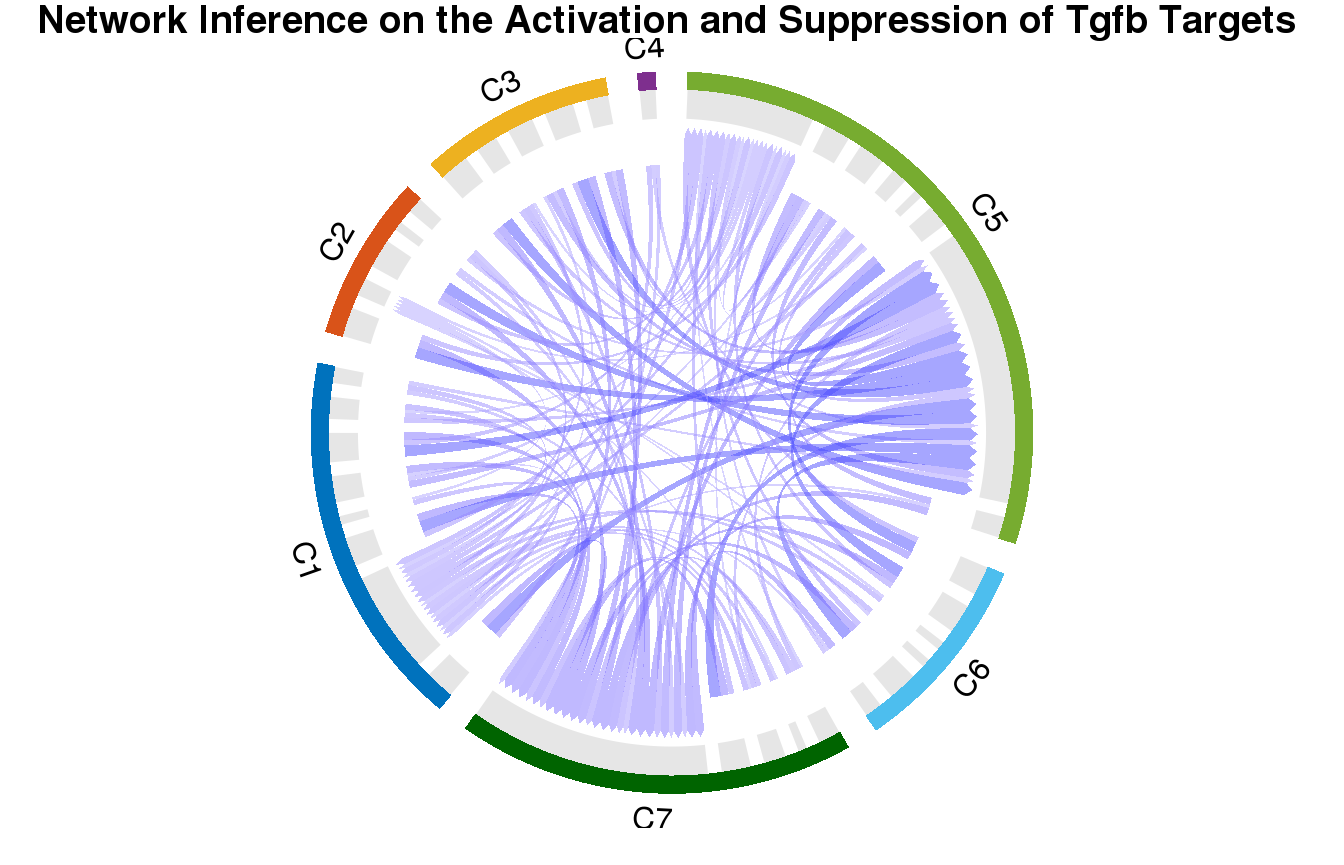 Network Inference on the Activation and Suppression of Tgfb Targets
C4
C3
C5
C2
C1
C6
C7